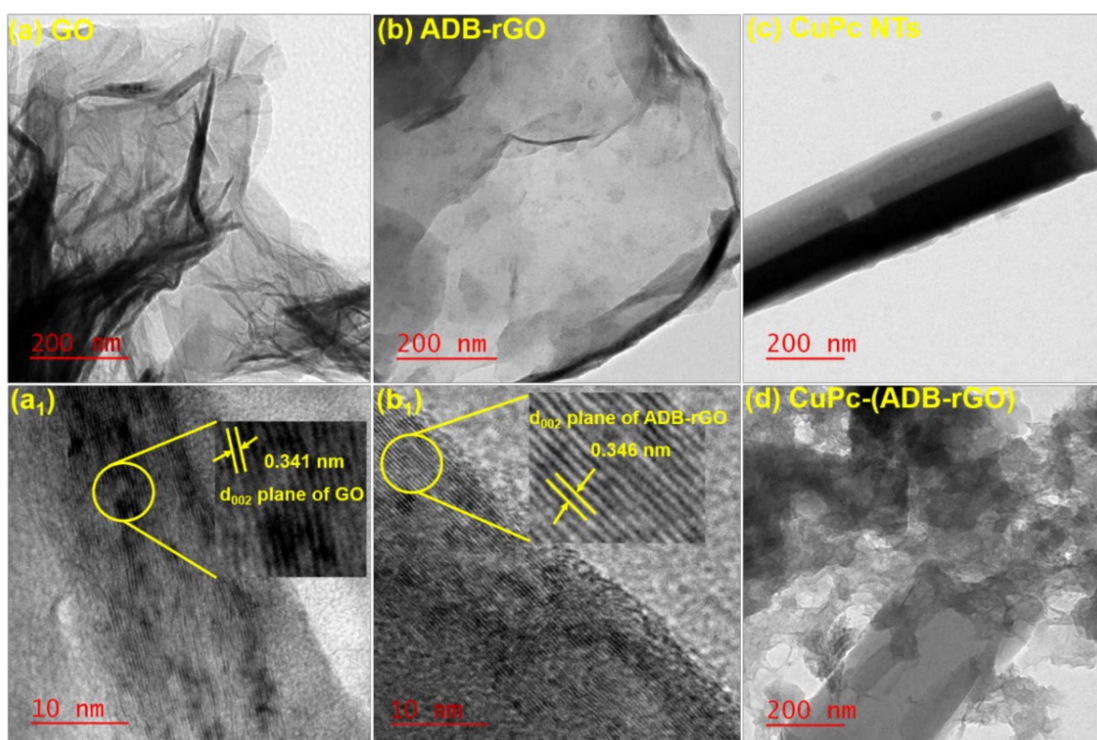 (a) GO
200 nm
(b) ADB-rGO
200 nm
(c) CuPc NTs
200 nm
(a₁)
0.341 nm
d₀₀₂ plane of GO
10 nm
(b₁)
d₀₀₂ plane of ADB-rGO
0.346 nm
10 nm
(d) CuPc-(ADB-rGO)
200 nm